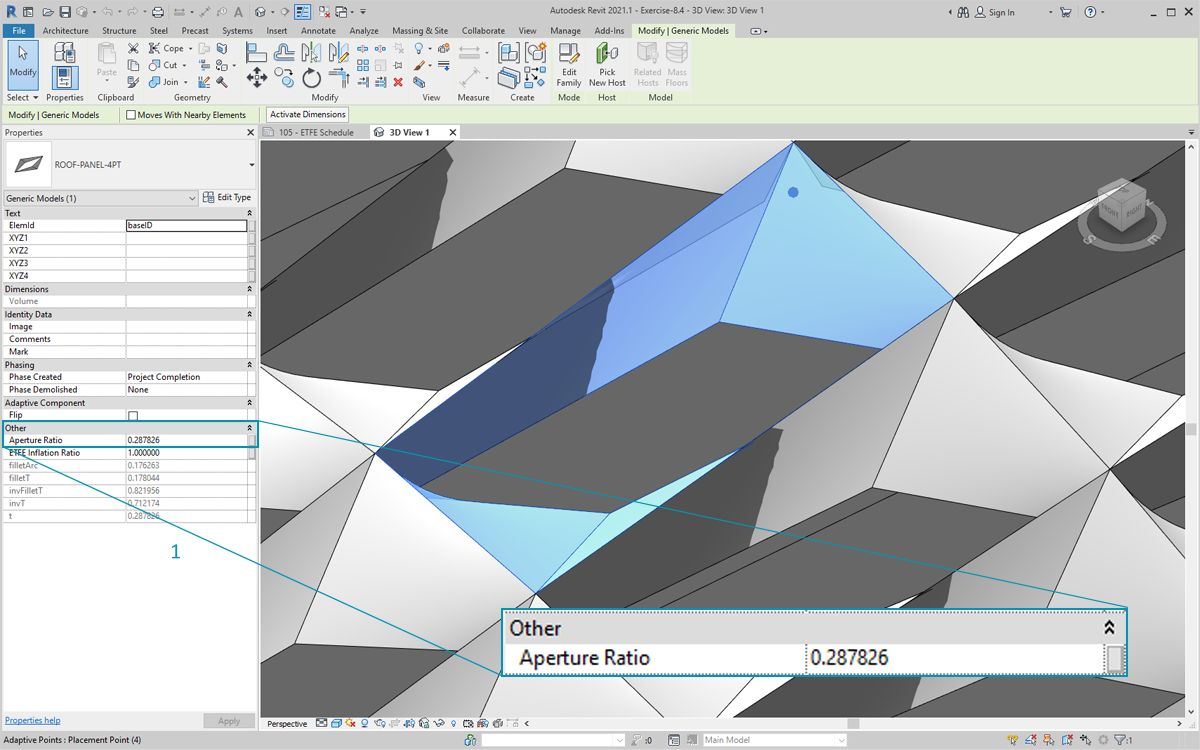 Autodesk Revit 2021.1 - Exercise-8.4 - 3D View: 3D View 1
Sign In
File Architecture Structure Steel Precast Systems Insert Annotate Analyze Massing & Site Collaborate View Manage Add-Ins Modify | Generic Models
Modify
Paste
Cope
Cut
Join
Edit Family
Pick New Host
Related Hosts
Mass Floors
Select Properties Clipboard Geometry Modify View Measure Create Mode Host Model
Modify | Generic Models Moves With Nearby Elements Activate Dimensions
Properties
105 - ETFE Schedule
3D View 1
ROOF-PANEL-4PT
Generic Models (1) Edit Type
Text
ElemId baseID
XYZ1
XYZ2
XYZ3
XYZ4
Dimensions
Volume
Identity Data
Image
Comments
Mark
Phasing
Phase Created Project Completion
Phase Demolished None
Adaptive Component
Flip
Other
Aperture Ratio 0.287826
ETFE Inflation Ratio 1.000000
filletArc 0.176263
filletT 0.178044
invFilletT 0.821956
invT 0.712174
t 0.287826
1
FRONT RIGHT
S E
Other
Aperture Ratio 0.287826
Properties help Apply
Perspective
Adaptive Points : Placement Point (4)
:0
Main Model
:1